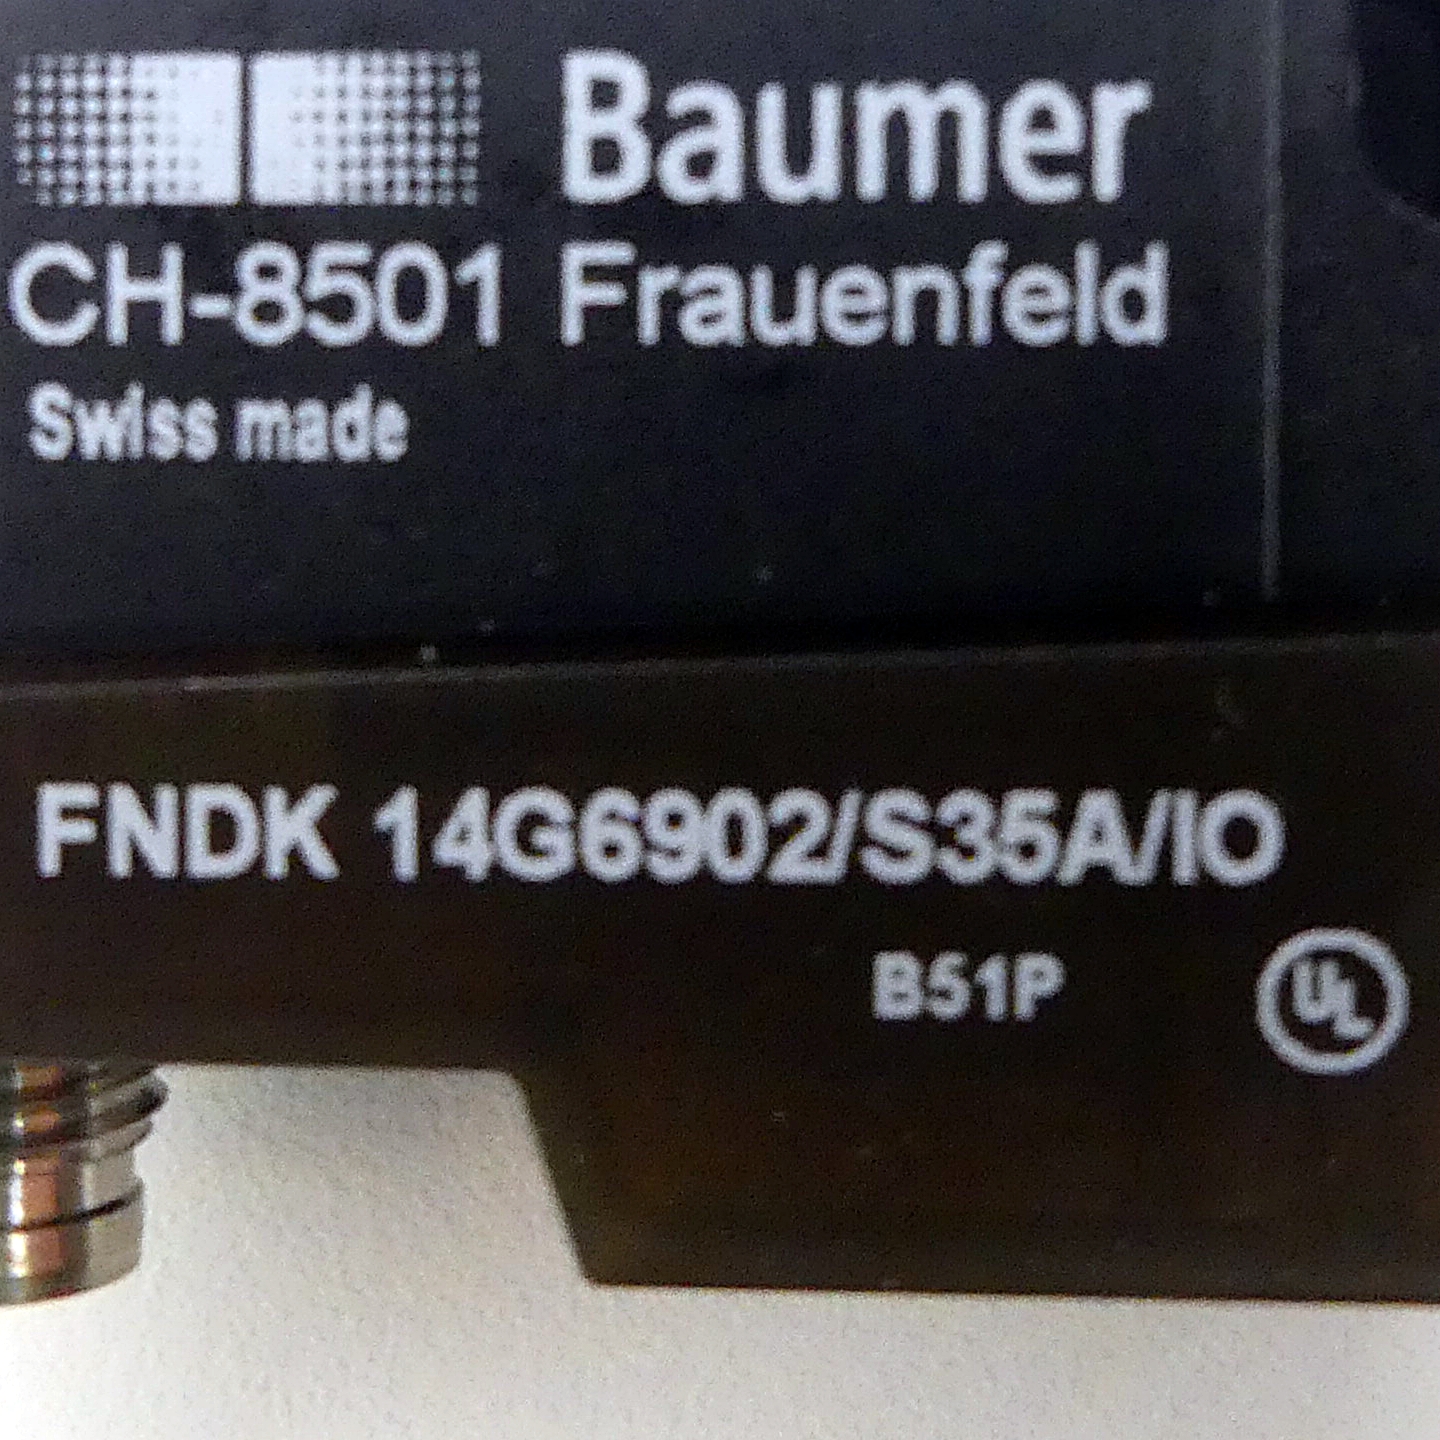 Baumer
CH-8501 Frauenfeld
Swiss made
FNDK 14G6902/S35A/IO
B51P
UL